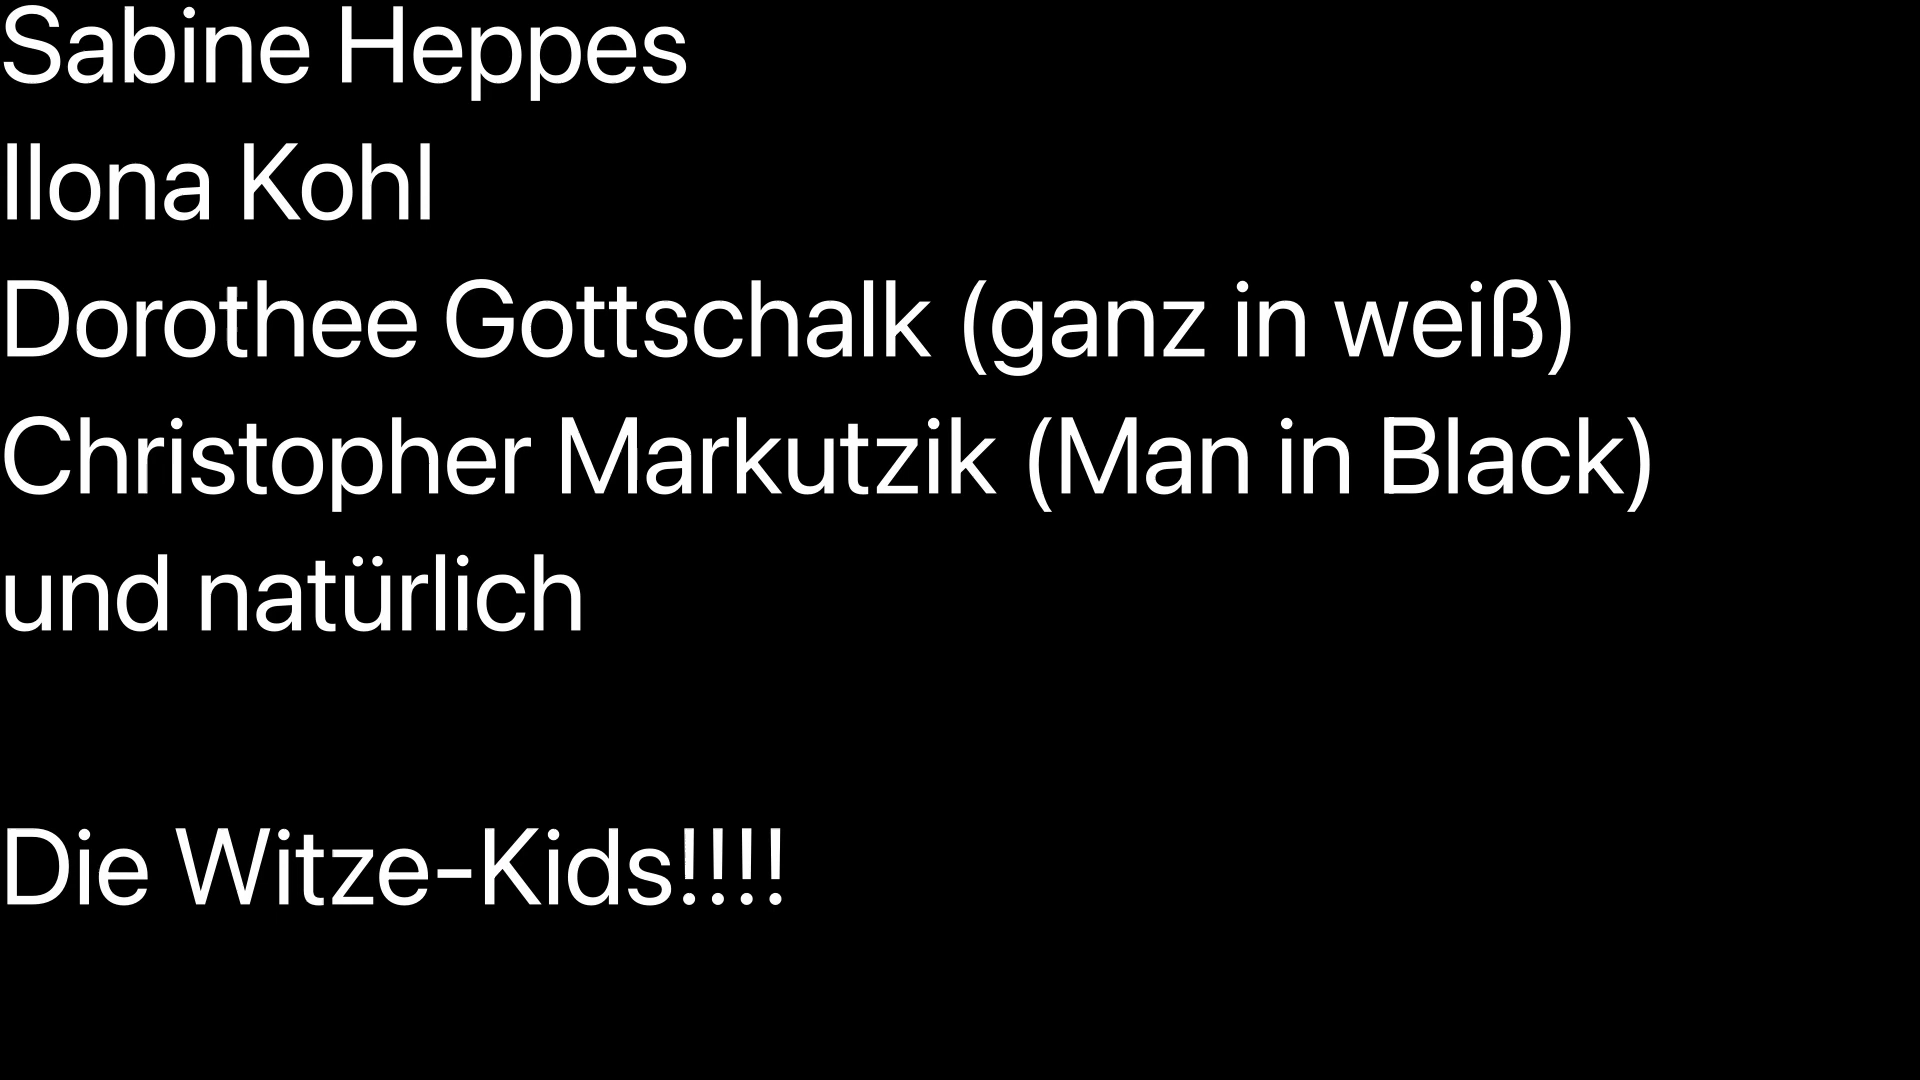 Sabine Heppes
Ilona Kohl
Dorothee Gottschalk (ganz in weiß)
Christopher Markutzik (Man in Black)
und natürlich
Die Witze-Kids!!!!